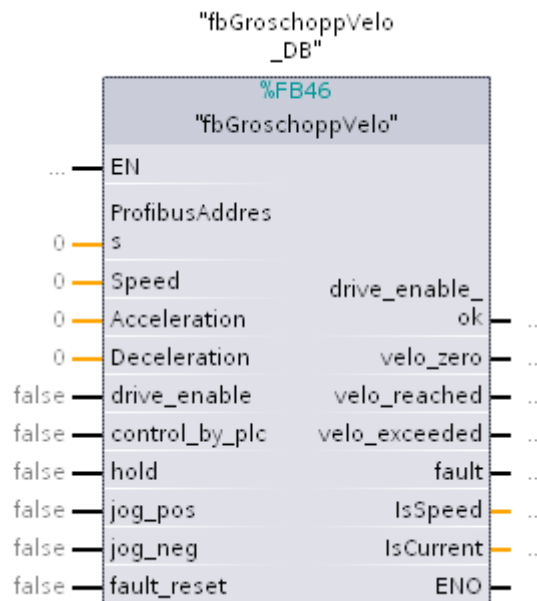 "fbGroschoppVelo
_DB"
%FB46
"fbGroschoppVelo"
... EN
ProfibusAddres
0 s
0 Speed
drive_enable_
0 Acceleration ok ...
0 Deceleration velo_zero ...
false drive_enable velo_reached ...
false control_by_plc velo_exceeded ...
false hold fault ...
false jog_pos IsSpeed ...
false jog_neg IsCurrent ...
false fault_reset ENO